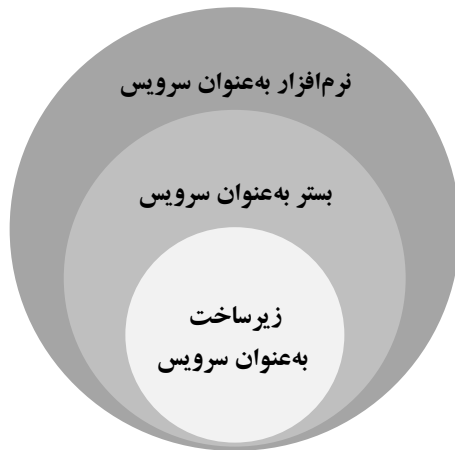 نرم‌افزار به‌عنوان سرویس
بستر به‌عنوان سرویس
زیرساخت
به‌عنوان سرویس